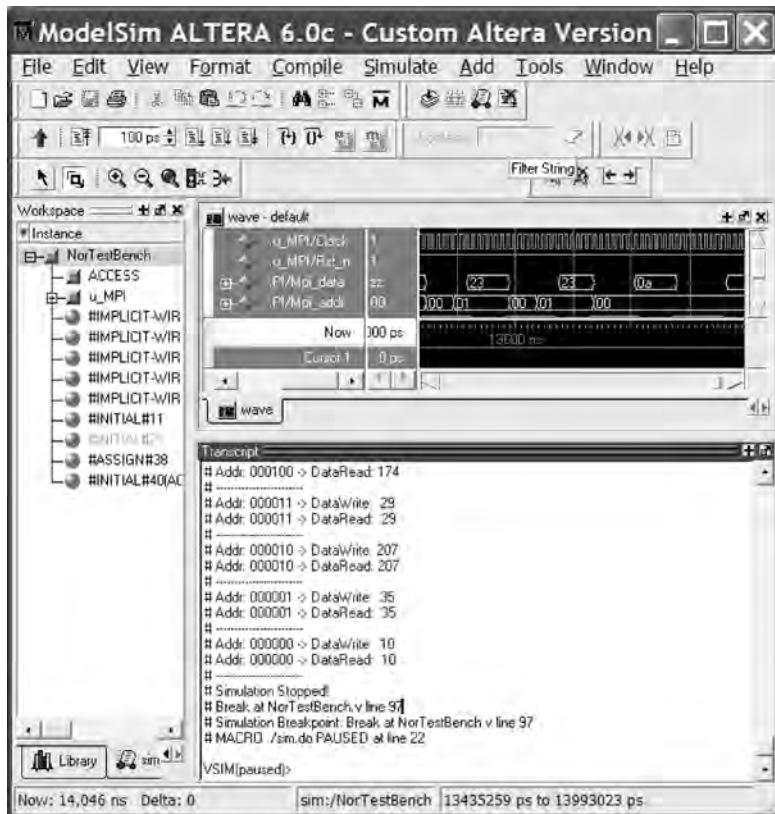 ModelSim ALTERA 6.0c - Custom Altera Version
File Edit View Format Compile Simulate Add Tools Window Help
100 ps
Filter String
Workspace
Instance
NorTestBench
ACCESS
u_MPI
#IMPLICIT-WIR
#IMPLICIT-WIR
#IMPLICIT-WIR
#IMPLICIT-WIR
#IMPLICIT-WIR
#INITIAL#11
#ASSIGN#38
#INITIAL#40(AC
Library
sim
wave - default
u_MPI/Clock 1
u_MPI/Rst_n 1
PI/Mpi_data zz 23 23 0a
PI/Mpi_addr 00 00 01 00 01 00
Now 000 ps
13600 ns
Cursor 1 0 ps
wave
Transcript
# Addr: 000100 -> DataRead: 174
# ----------------------
# Addr: 000011 -> DataWrite: 29
# Addr: 000011 -> DataRead: 29
# ----------------------
# Addr: 000010 -> DataWrite: 207
# Addr: 000010 -> DataRead: 207
# ----------------------
# Addr: 000001 -> DataWrite: 35
# Addr: 000001 -> DataRead: 35
# ----------------------
# Addr: 000000 -> DataWrite: 10
# Addr: 000000 -> DataRead: 10
# ----------------------
# Simulation Stopped!
# Break at NorTestBench.v line 97
# Simulation Breakpoint: Break at NorTestBench.v line 97
# MACRO ./sim.do PAUSED at line 22
VSIM(paused)>
Now: 14,046 ns Delta: 0 sim:/NorTestBench 13435259 ps to 13993023 ps